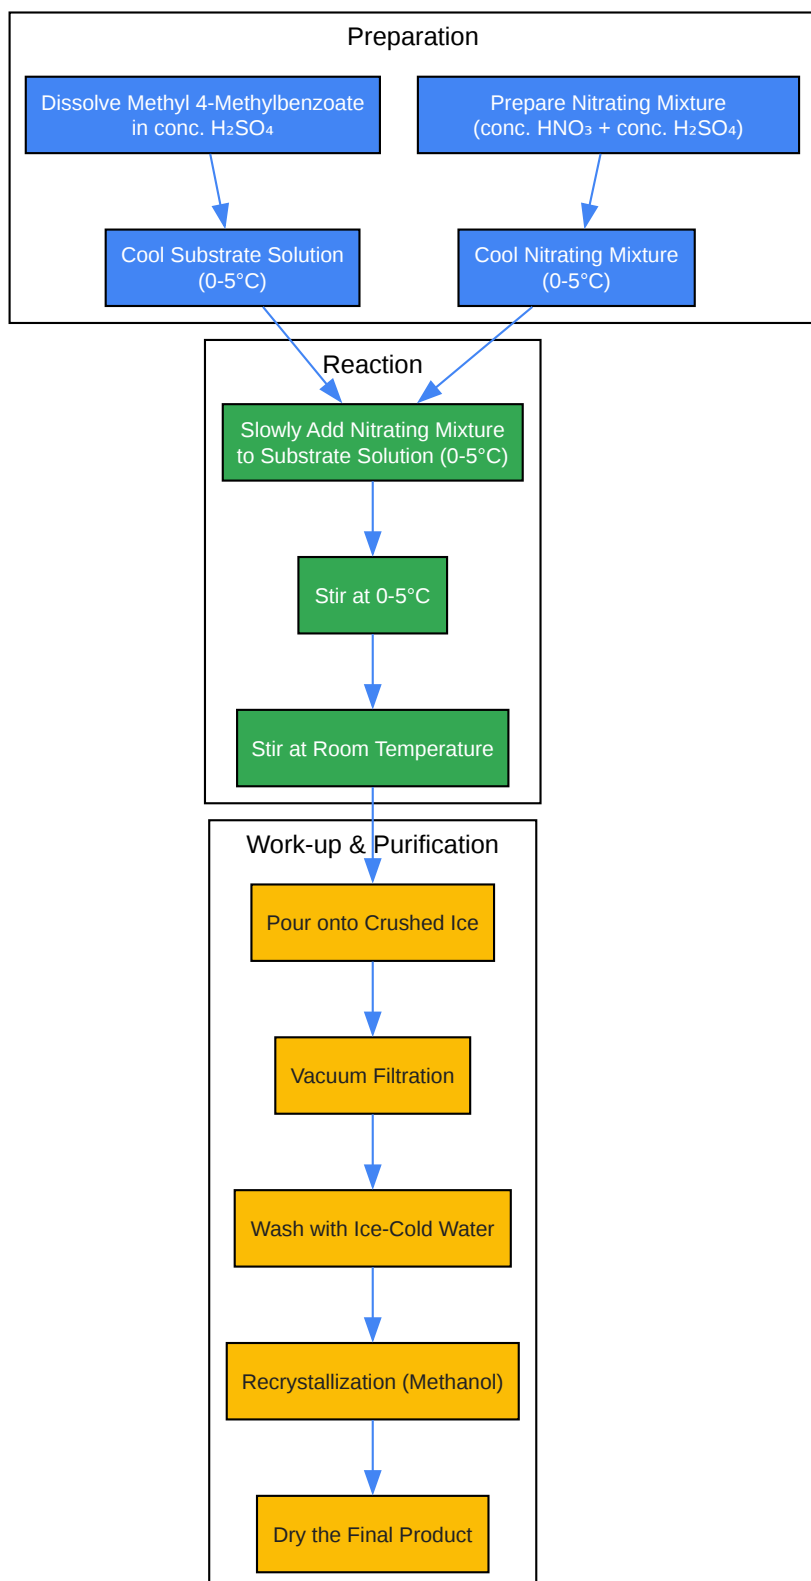 Preparation
Dissolve Methyl 4-Methylbenzoate
in conc. H₂SO₄
Prepare Nitrating Mixture
(conc. HNO₃ + conc. H₂SO₄)
Cool Substrate Solution
(0-5°C)
Cool Nitrating Mixture
(0-5°C)
Reaction
Slowly Add Nitrating Mixture
to Substrate Solution (0-5°C)
Stir at 0-5°C
Stir at Room Temperature
Work-up & Purification
Pour onto Crushed Ice
Vacuum Filtration
Wash with Ice-Cold Water
Recrystallization (Methanol)
Dry the Final Product